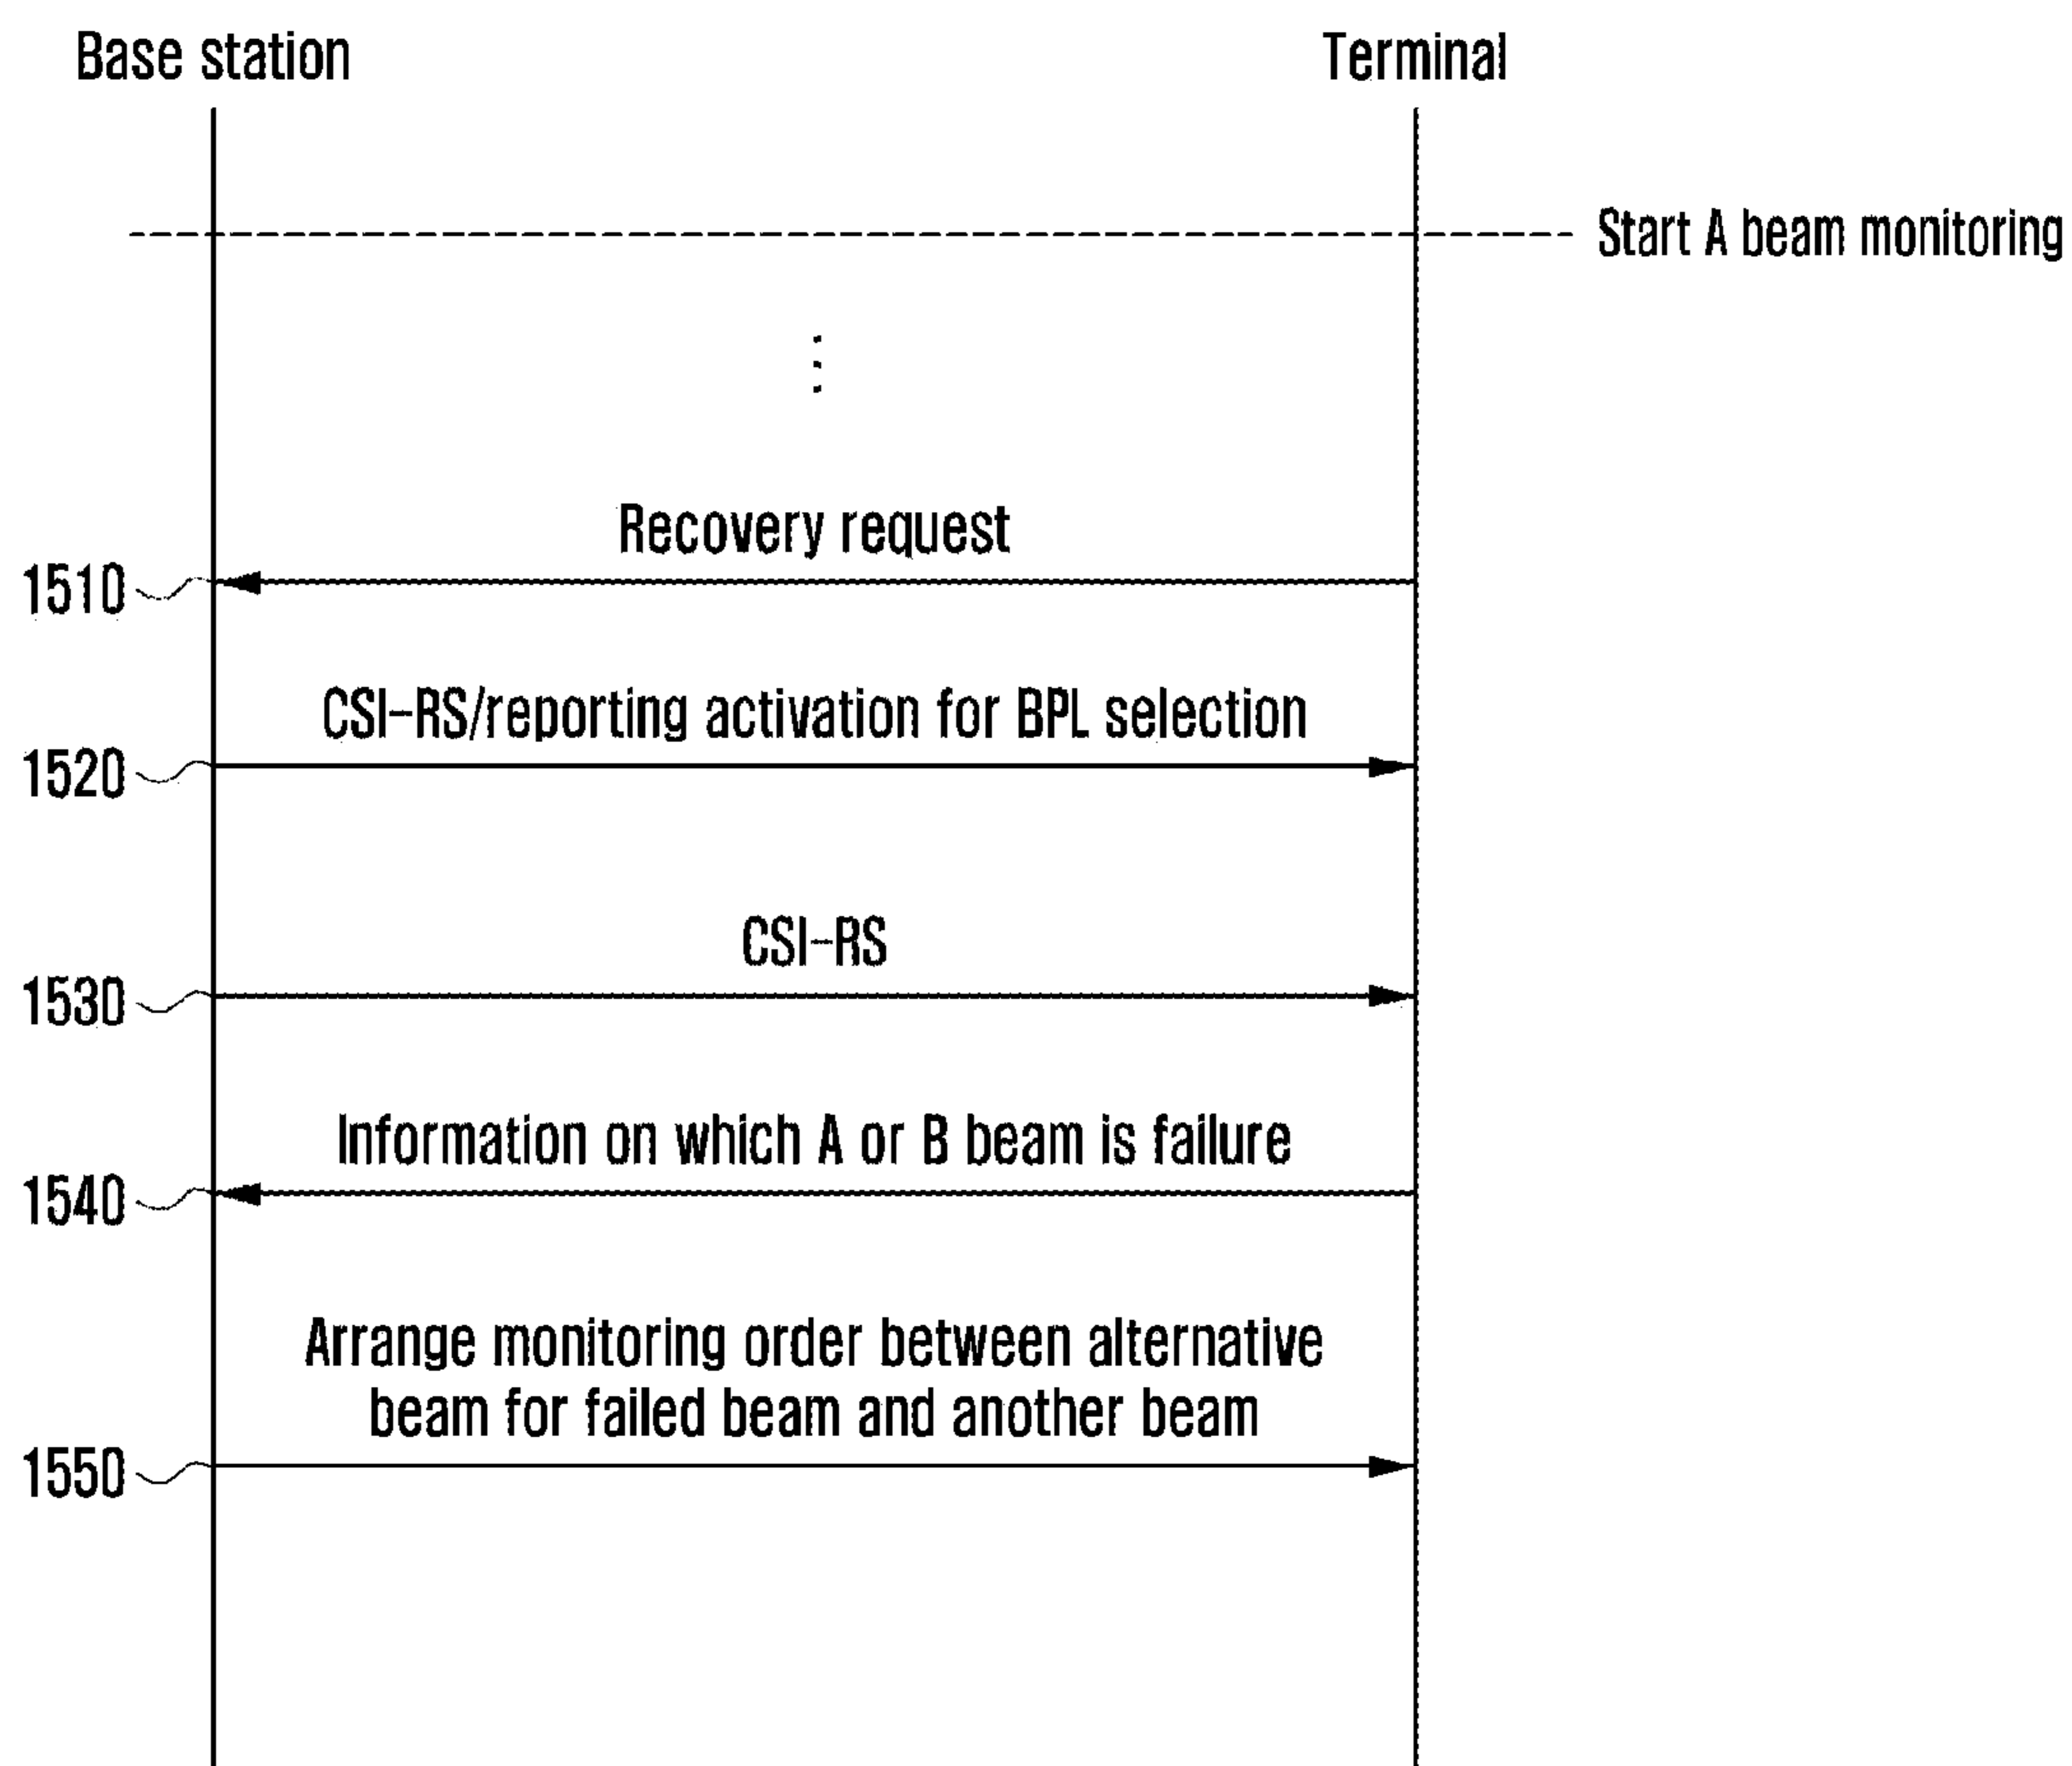 Base station
Terminal
Start A beam monitoring
Recovery request
1510
CSI-RS/reporting activation for BPL selection
1520
CSI-RS
1530
Information on which A or B beam is failure
1540
Arrange monitoring order between alternative
beam for failed beam and another beam
1550